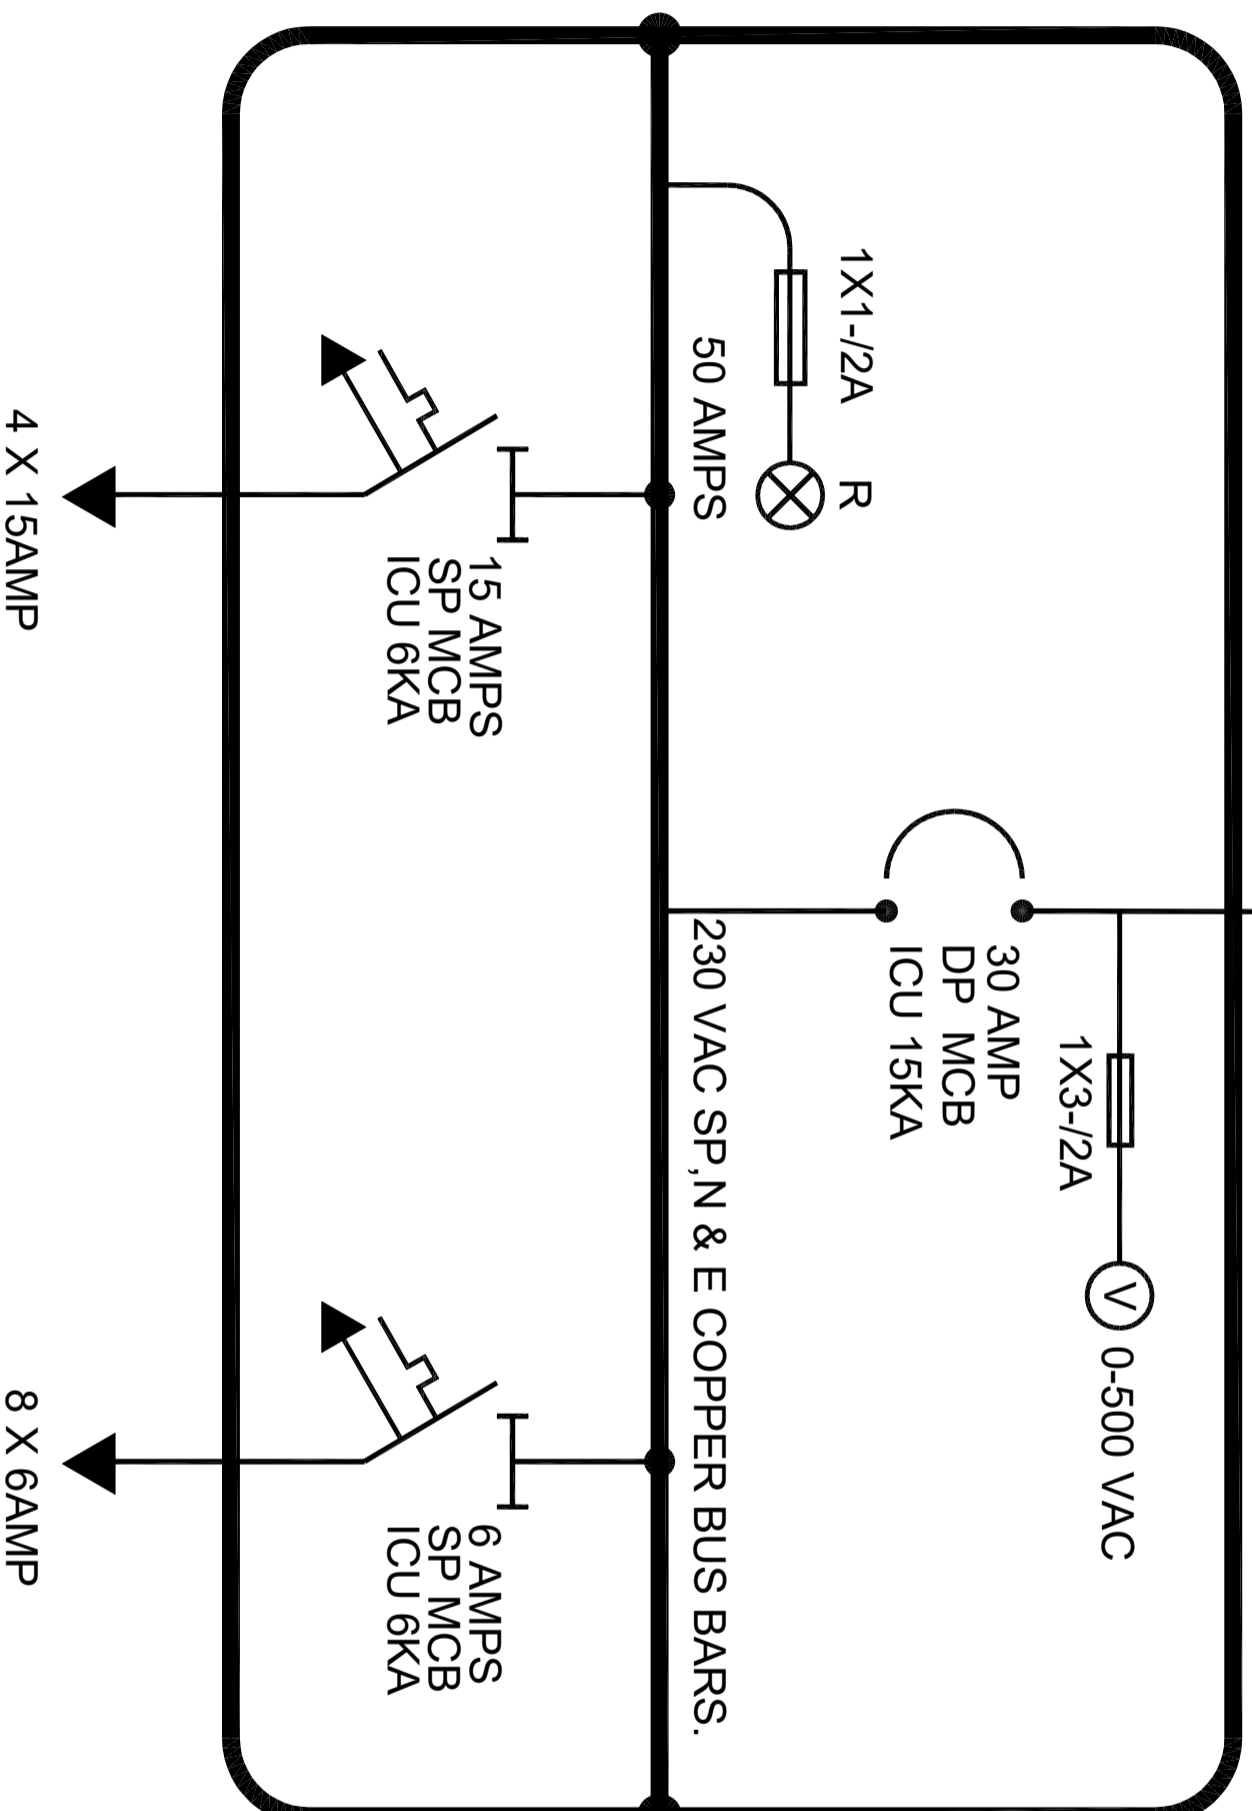 1X3-/2A
V
0-500 VAC
30 AMP
DP MCB
ICU 15KA
1X1-/2A
R
50 AMPS
230 VAC SP,N & E COPPER BUS BARS.
15 AMPS
SP MCB
ICU 6KA
6 AMPS
SP MCB
ICU 6KA
4 X 15AMP
8 X 6AMP